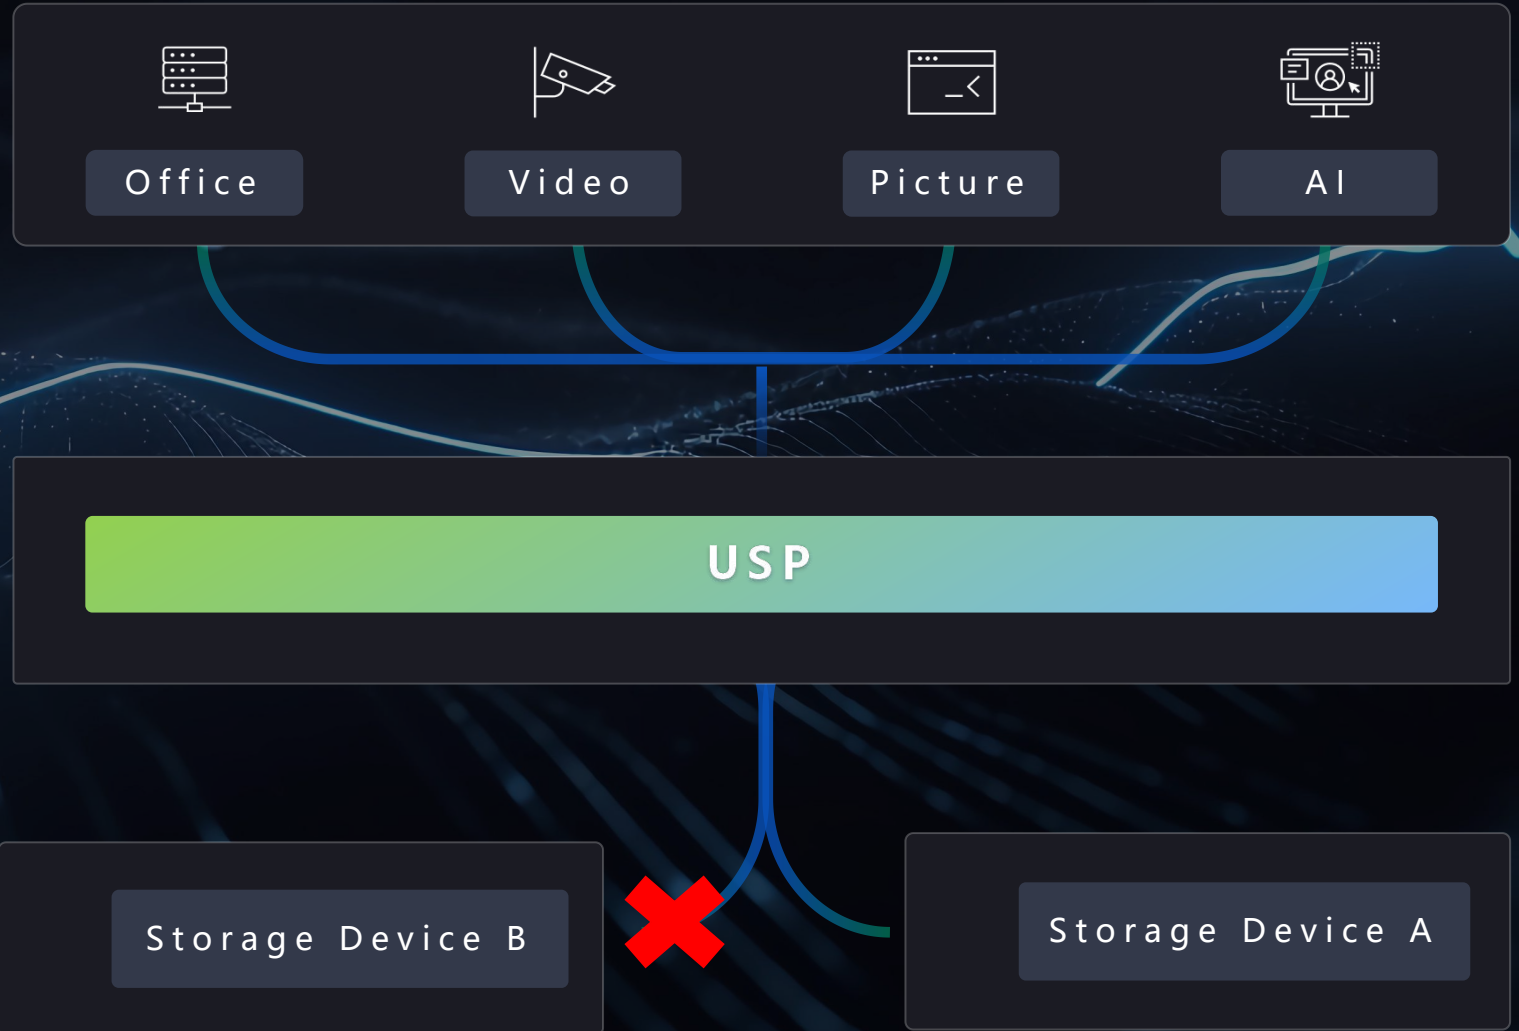 Office
Video
Picture
AI
USP
Storage Device B
Storage Device A